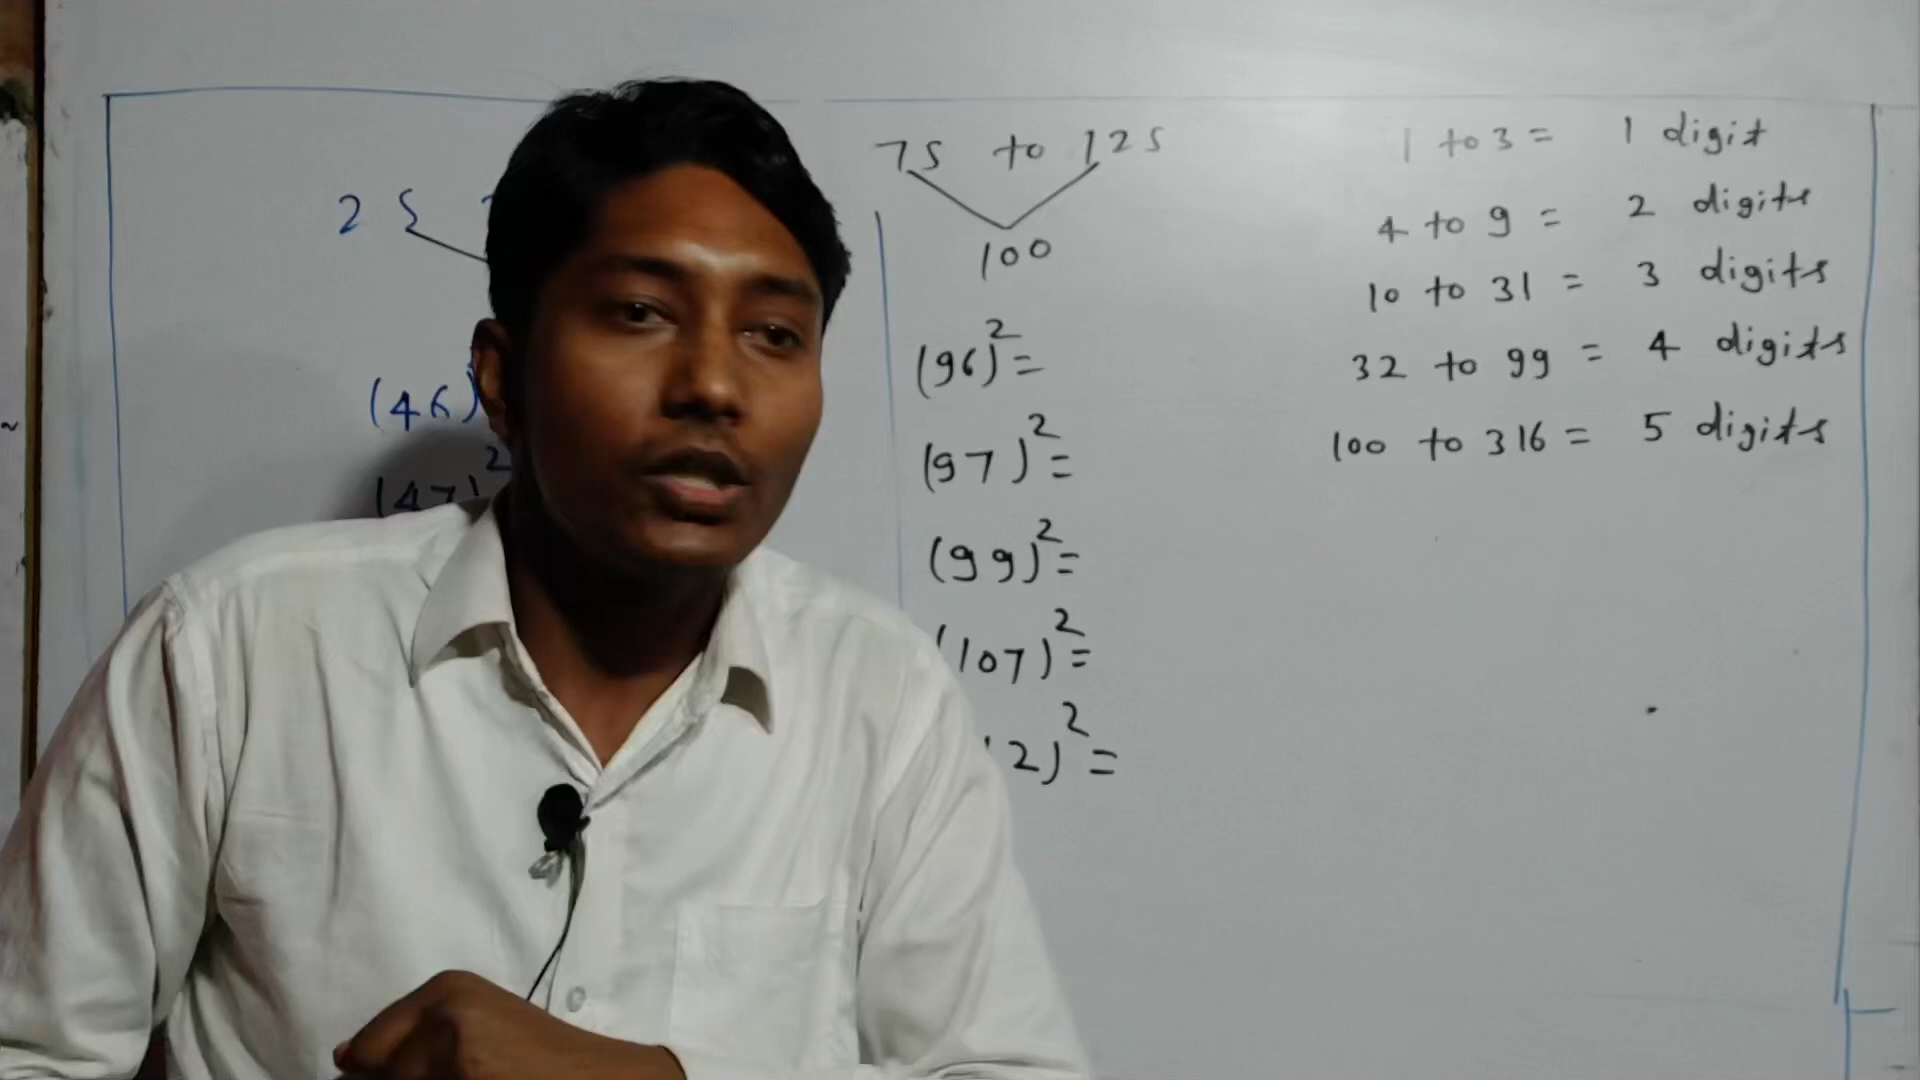 25
(46)
(47)2
75 to 125
100
(96)2=
(97)2=
(99)2=
(107)2=
2)2=
1 to 3 = 1 digit
4 to 9 = 2 digits
10 to 31 = 3 digits
32 to 99 = 4 digits
100 to 316 = 5 digits